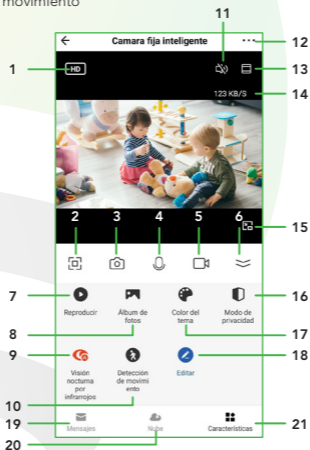 movimiento
11
Camara fija inteligente
12
1
HD
13
123 KB/S
14
2
3
4
5
6
15
7
Reproducir
Álbum de
fotos
Color del
tema
Modo de
privacidad
16
8
17
9
Visión
nocturna
por
infrarrojos
Detección
de movimi
ento
Editar
18
10
19
Mensajes
Nube
Características
21
20